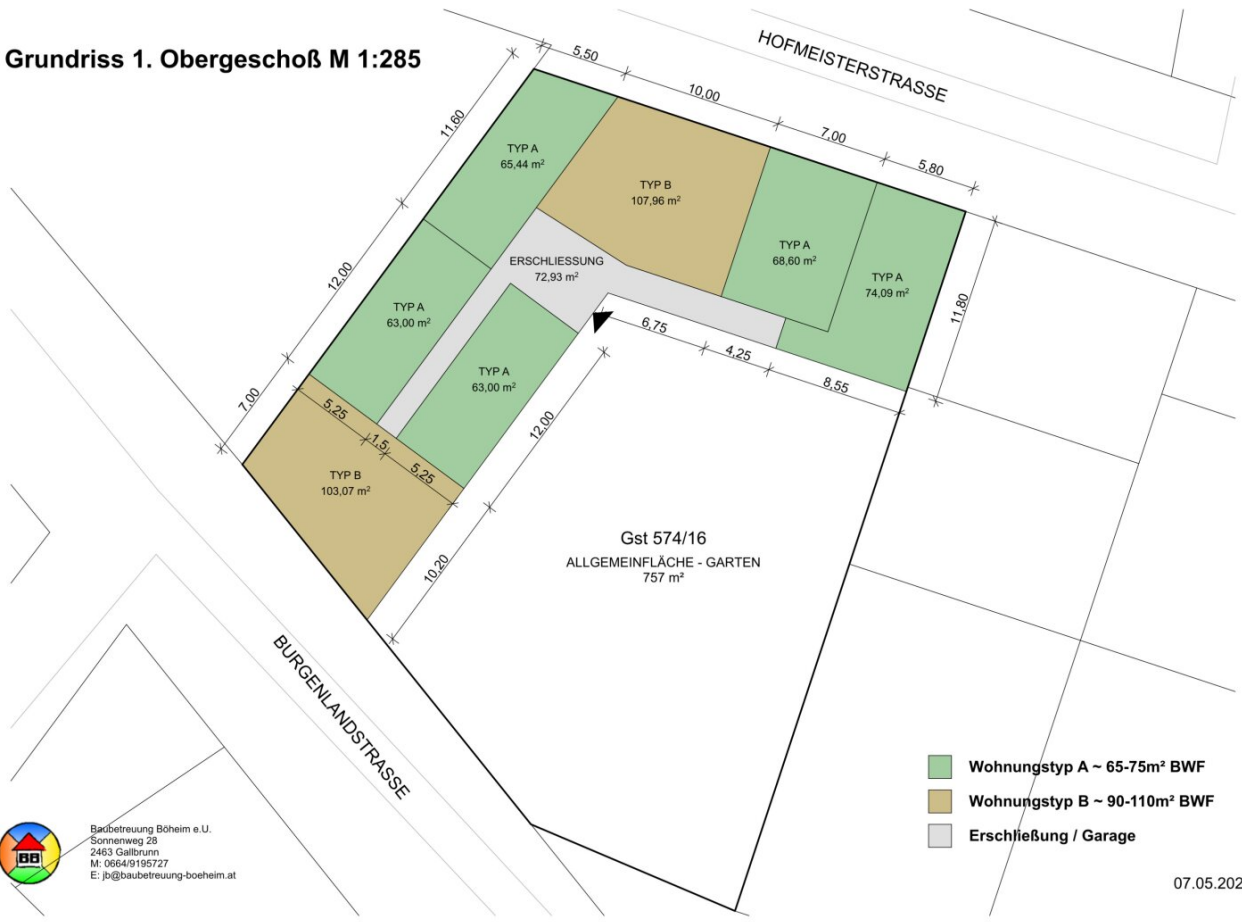 Grundriss 1. Obergeschoß M 1:285
HOFMEISTERSTRASSE
5,50
10,00
7,00
5,80
11,60
12,00
7,00
TYP A
65,44 m²
TYP B
107,96 m²
TYP A
68,60 m²
TYP A
74,09 m²
11,80
ERSCHLIESSUNG
72,93 m²
TYP A
63,00 m²
TYP A
63,00 m²
6,75
4,25
8,55
12,00
5,25
1,5
5,25
TYP B
103,07 m²
10,20
Gst 574/16
ALLGEMEINFLÄCHE - GARTEN
757 m²
BURGENLANDSTRASSE
Wohnungstyp A ~ 65-75m² BWF
Wohnungstyp B ~ 90-110m² BWF
Erschließung / Garage
BB
Baubetreuung Böheim e.U.
Sonnenweg 28
2463 Gallbrunn
M: 0664/9195727
E: jb@baubetreuung-boeheim.at
07.05.202